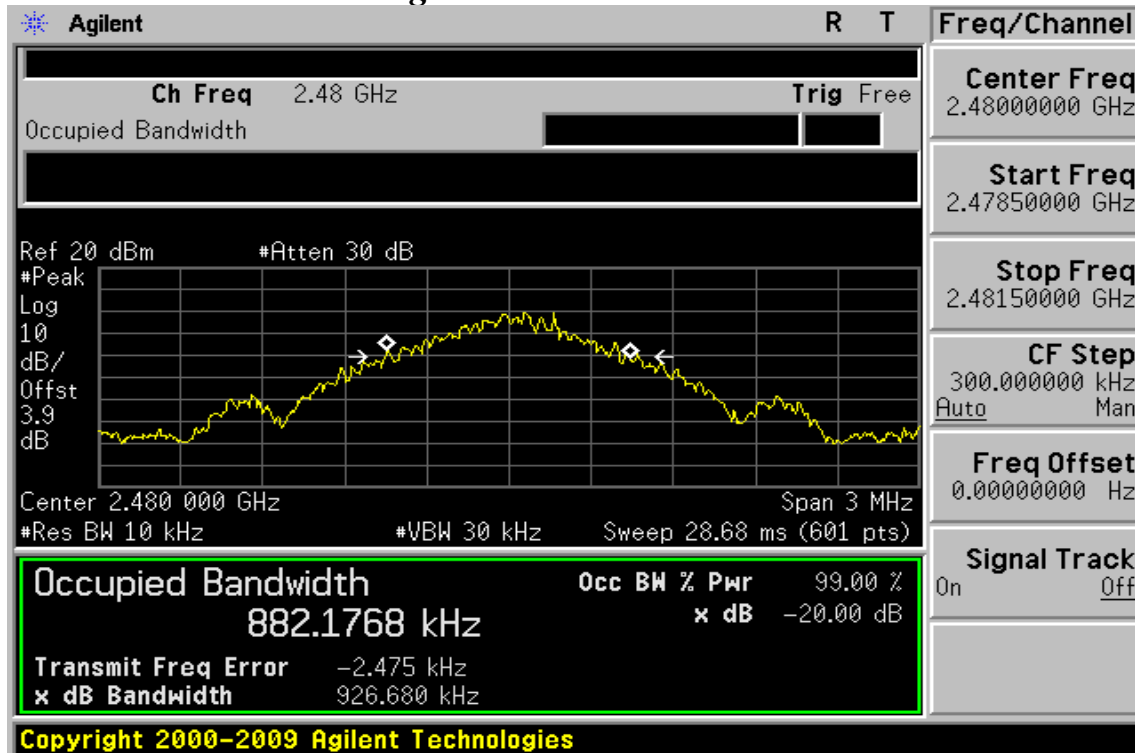 Agilent R T Freq/Channel
Ch Freq 2.48 GHz Trig Free
Occupied Bandwidth
Center Freq
2.48000000 GHz
Start Freq
2.47850000 GHz
Stop Freq
2.48150000 GHz
CF Step
300.000000 kHz
Auto Man
Freq Offset
0.00000000 Hz
Signal Track
On Off
Ref 20 dBm #Atten 30 dB
#Peak
Log
10
dB/
Offst
3.9
dB
Center 2.480 000 GHz Span 3 MHz
#Res BW 10 kHz #VBW 30 kHz Sweep 28.68 ms (601 pts)
Occupied Bandwidth Occ BW % Pwr 99.00 %
882.1768 kHz x dB -20.00 dB
Transmit Freq Error -2.475 kHz
x dB Bandwidth 926.680 kHz
Copyright 2000-2009 Agilent Technologies